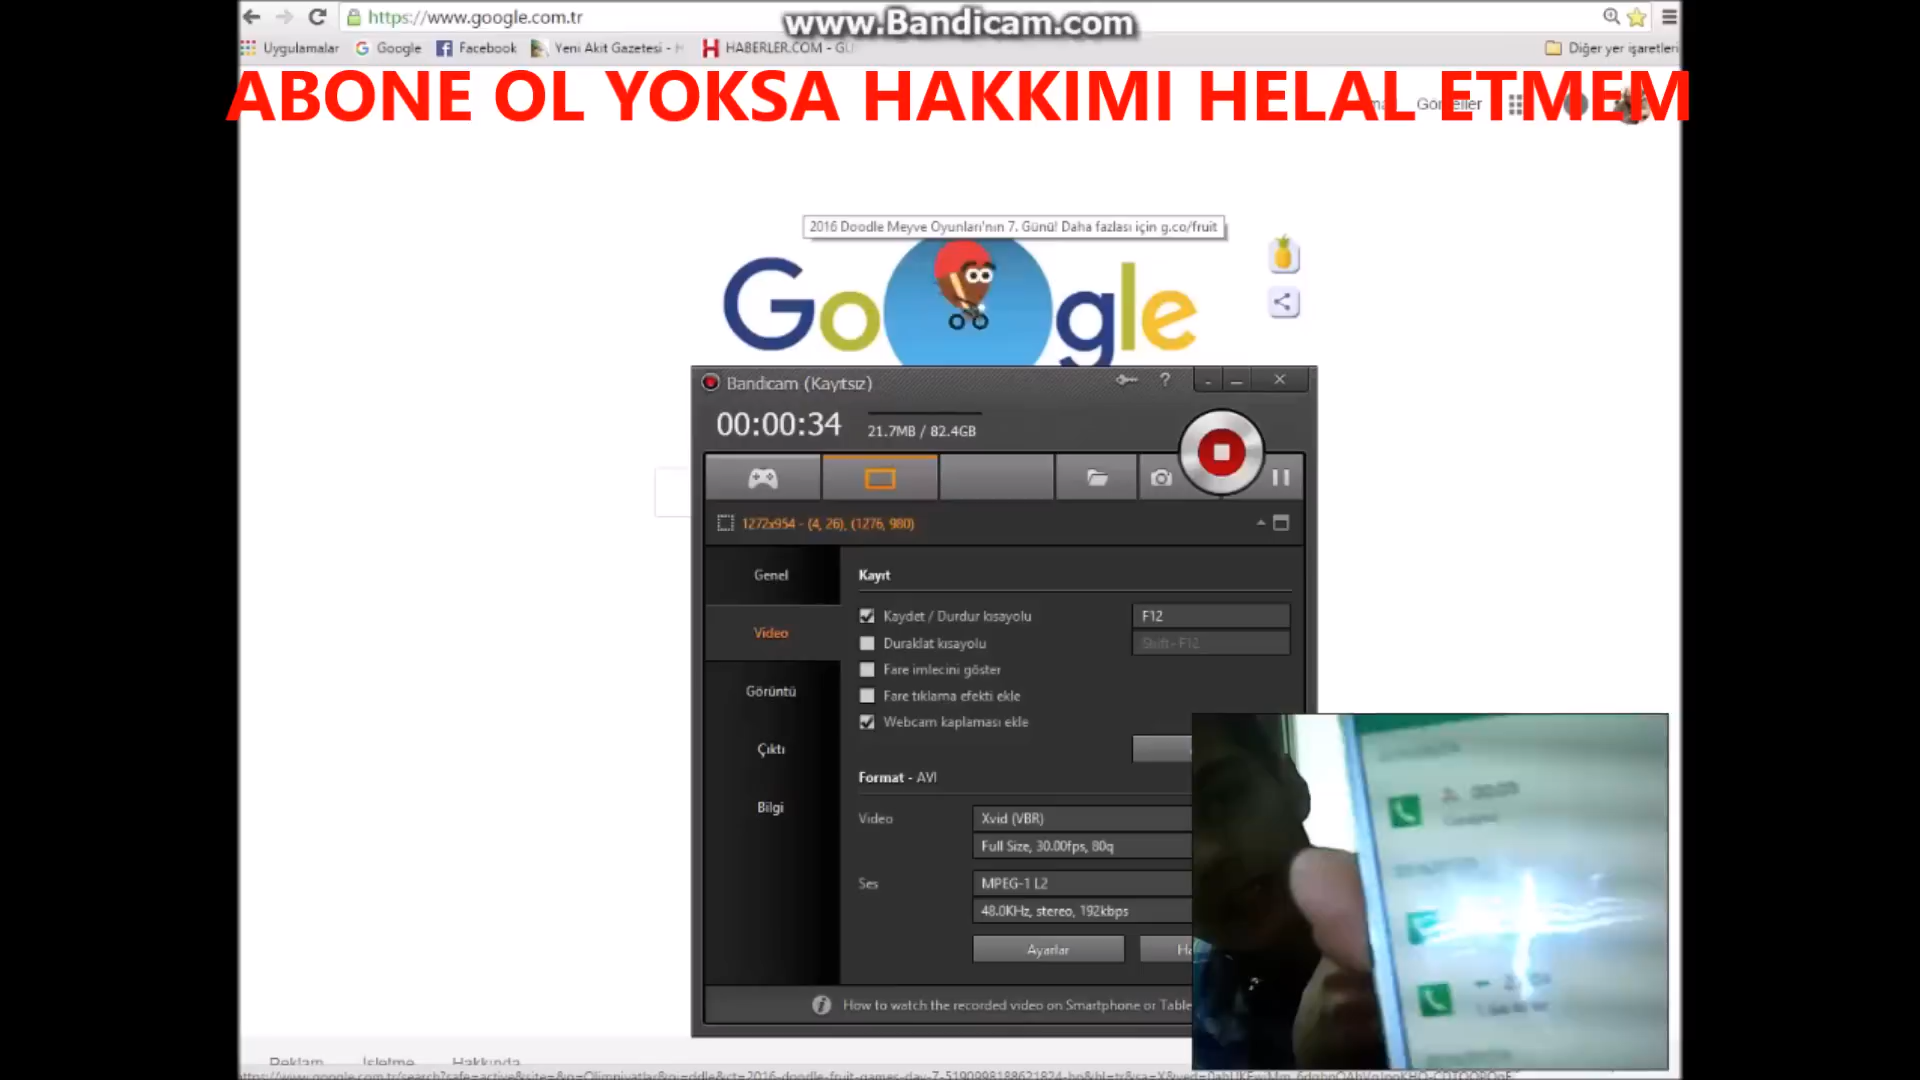 https://www.google.com.tr
www.Bandicam.com
Uygulamalar Google Facebook Yeni Akit Gazetesi - HABERLER.COM - Diğer yer işaretleri
ABONE OL YOKSA HAKKIMI HELAL ETMEM
2016 Doodle Meyve Oyunları'nın 7. Günü! Daha fazlası için g.co/fruit
Google
Bandicam (Kayıtsız)
00:00:34 21.7MB / 82.4GB
1272x954 - (4, 26), (1276, 980)
Genel
Video
Görüntü
Çıktı
Bilgi
Kayıt
Kaydet / Durdur kısayolu F12
Duraklat kısayolu Shift - F12
Fare imlecini göster
Fare tıklama efekti ekle
Webcam kaplaması ekle
Format - AVI
Video Xvid (VBR)
Full Size, 30.00fps, 80q
Ses MPEG-1 L2
48.0KHz, stereo, 192kbps
Ayarlar
How to watch the recorded video on Smartphone or
Reklam İşletme Hakkında